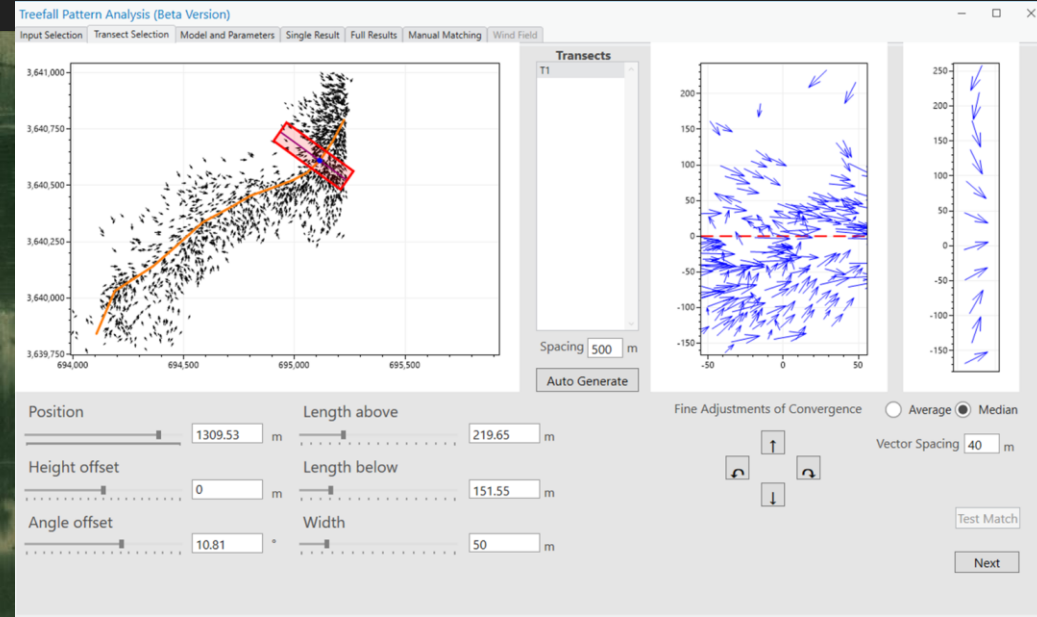 Treefall Pattern Analysis (Beta Version)
Input Selection Transect Selection Model and Parameters Single Result Full Results Manual Matching Wind Field
Transects
T1
3,641,000
3,640,750
3,640,500
3,640,250
3,640,000
3,639,750
694,000 694,500 695,000 695,500
Spacing 500 m
Auto Generate
200
150
100
50
0
-50
-100
-150
-50 0 50
250
200
150
100
50
0
-50
-100
-150
Position
1309.53 m
Length above
219.65 m
Height offset
0 m
Length below
151.55 m
Angle offset
10.81 °
Width
50 m
Fine Adjustments of Convergence
↑
↶ ↷
↓
Average Median
Vector Spacing 40 m
Test Match
Next